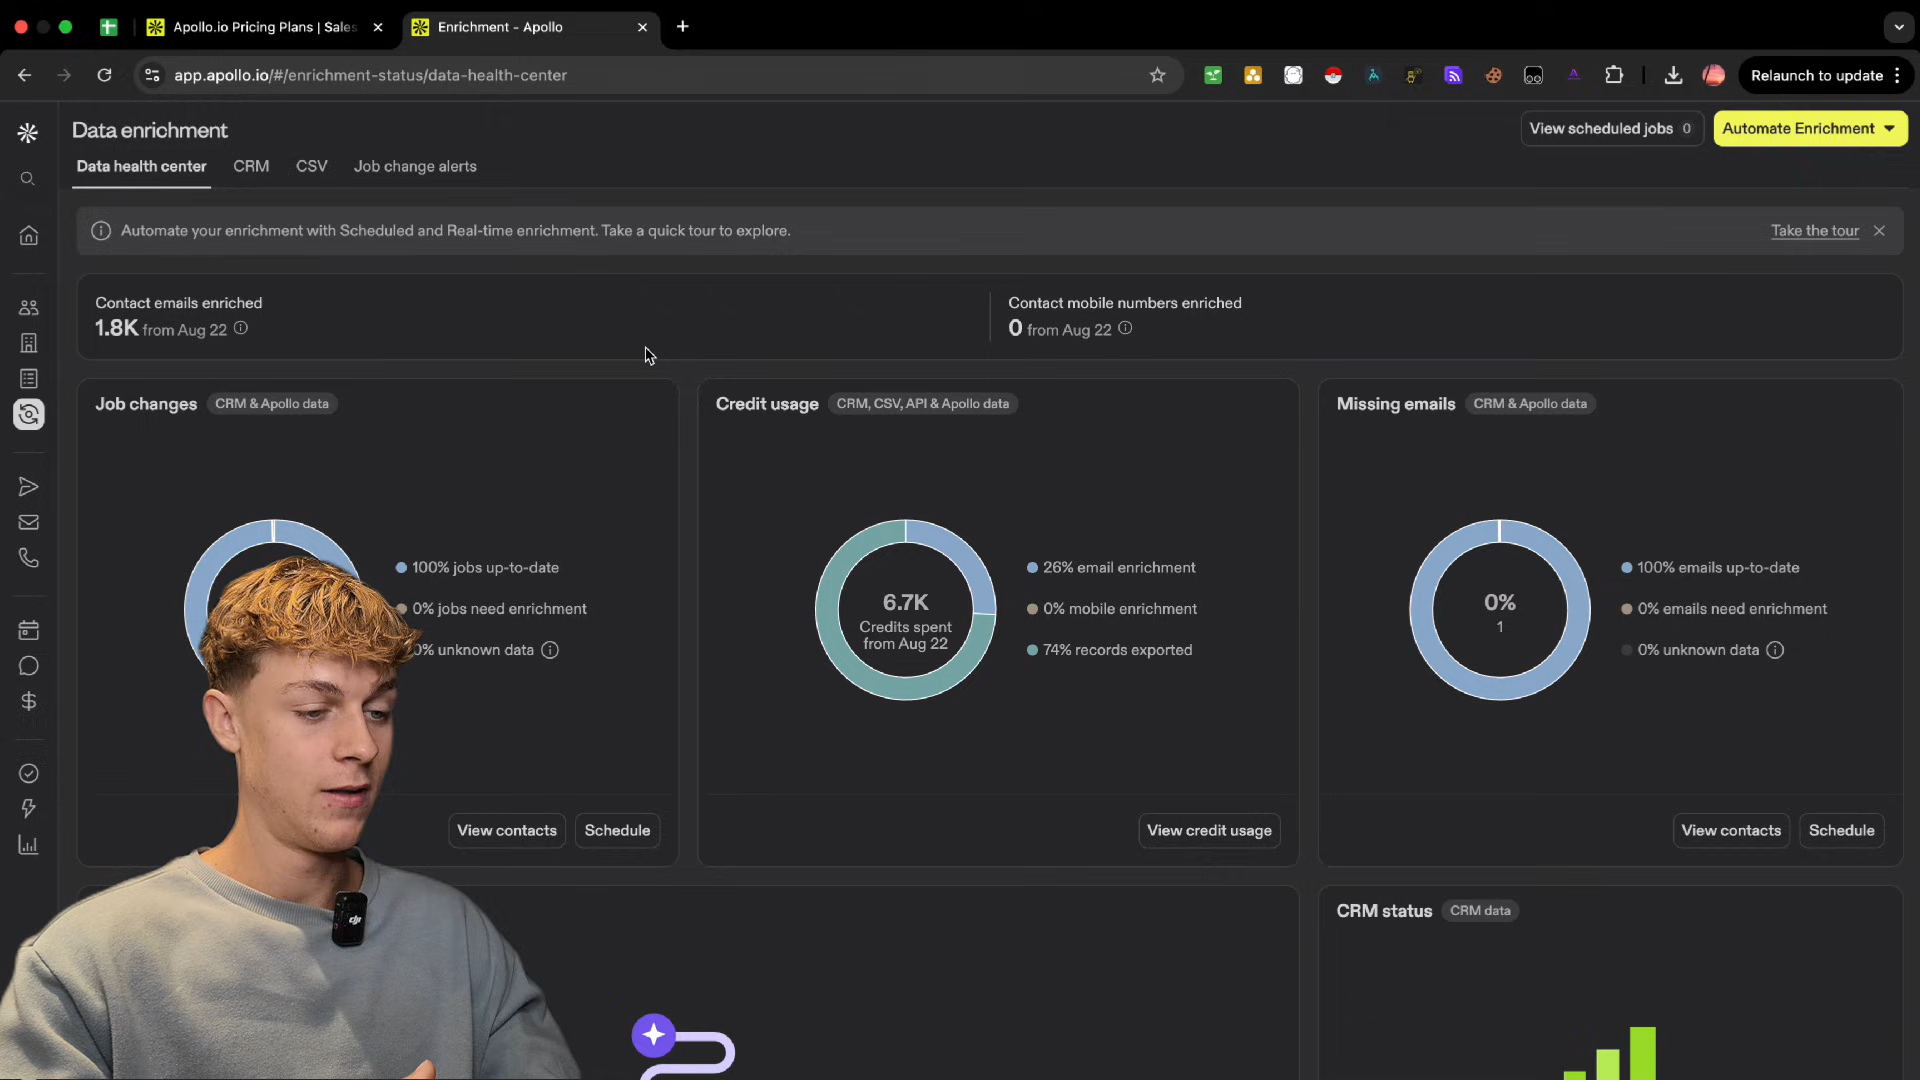 Apollo.io Pricing Plans | Sales
Enrichment - Apollo
app.apollo.io/#/enrichment-status/data-health-center
Relaunch to update
Data enrichment
View scheduled jobs 0
Automate Enrichment
Data health center
CRM
CSV
Job change alerts
Automate your enrichment with Scheduled and Real-time enrichment. Take a quick tour to explore.
Take the tour
Contact emails enriched
1.8K from Aug 22
Contact mobile numbers enriched
0 from Aug 22
Job changes
CRM & Apollo data
100% jobs up-to-date
0% jobs need enrichment
0% unknown data
View contacts
Schedule
Credit usage
CRM, CSV, API & Apollo data
6.7K
Credits spent
from Aug 22
26% email enrichment
0% mobile enrichment
74% records exported
View credit usage
Missing emails
CRM & Apollo data
0%
1
100% emails up-to-date
0% emails need enrichment
0% unknown data
View contacts
Schedule
CRM status
CRM data
dji